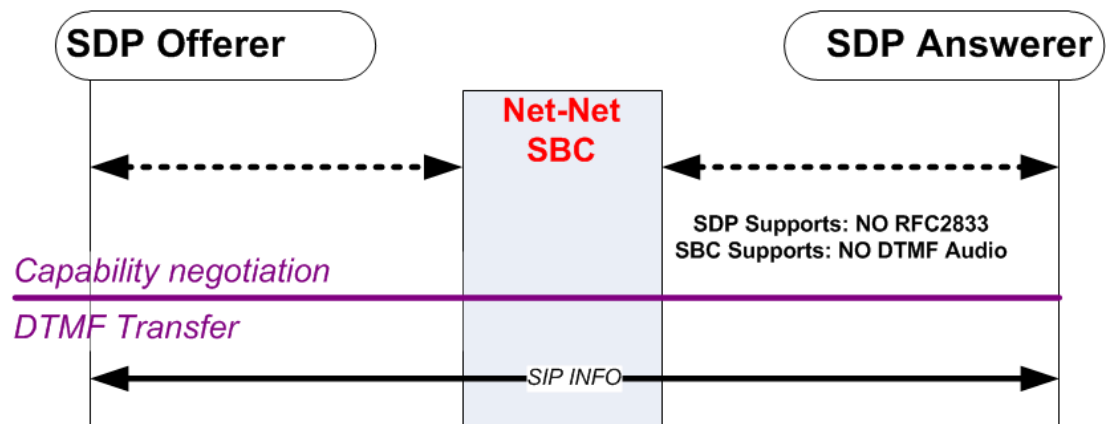 SDP Offerer
SDP Answerer
Net-Net
SBC
SDP Supports: NO RFC2833
SBC Supports: NO DTMF Audio
Capability negotiation
DTMF Transfer
SIP INFO